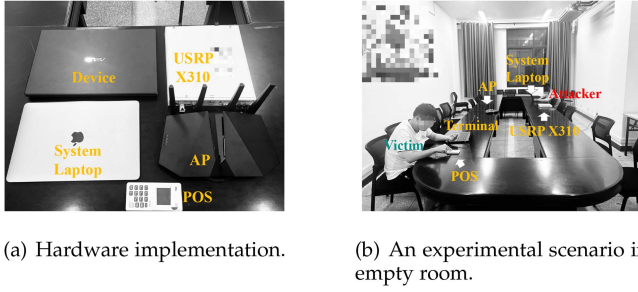 Device
USRP
X310
System
Laptop
AP
POS
System
Laptop
AP
Attacker
Terminal
USRP X310
Victim
POS
(a) Hardware implementation.
(b) An experimental scenario in
empty room.